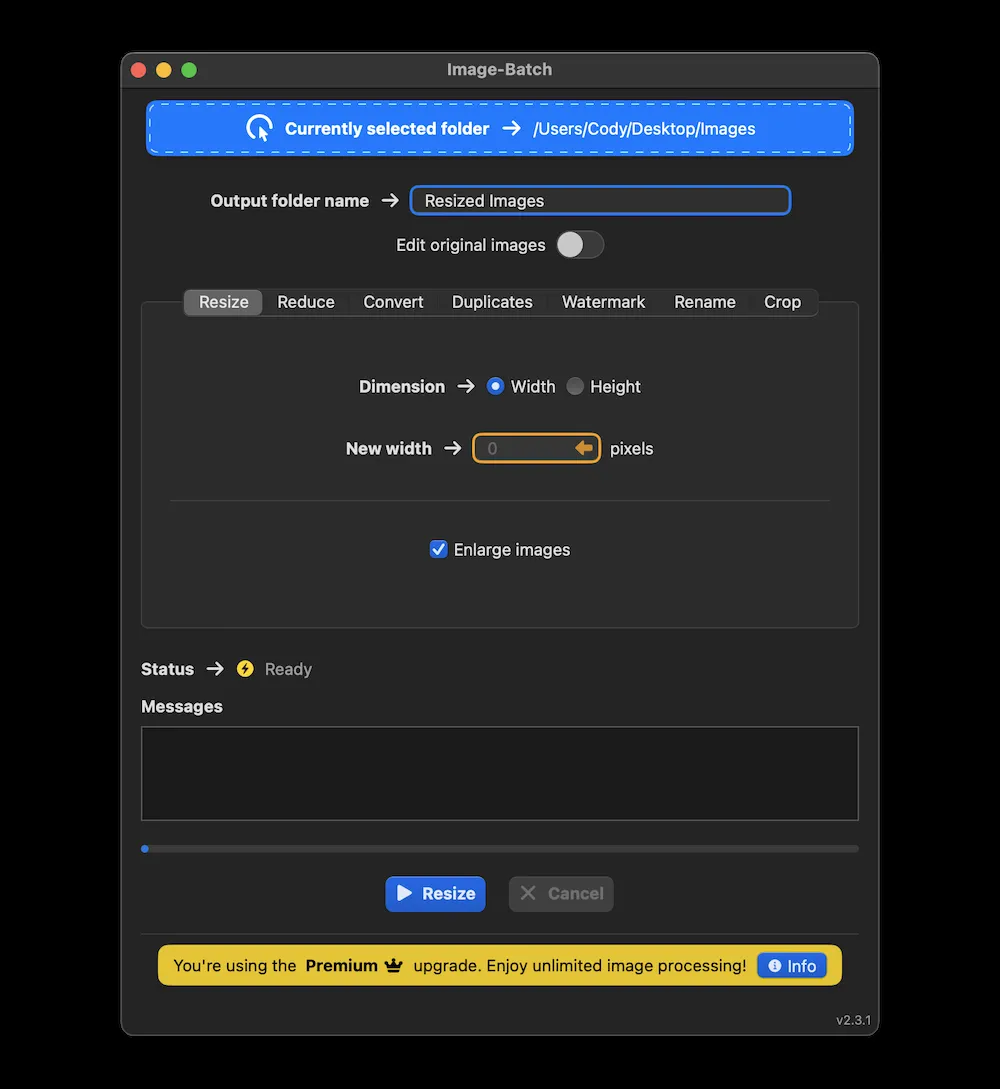 Image-Batch
Currently selected folder → /Users/Cody/Desktop/Images
Output folder name → Resized Images
Edit original images
Resize Reduce Convert Duplicates Watermark Rename Crop
Dimension → Width Height
New width → 0 pixels
Enlarge images
Status → Ready
Messages
Resize Cancel
You're using the Premium upgrade. Enjoy unlimited image processing! Info
v2.3.1